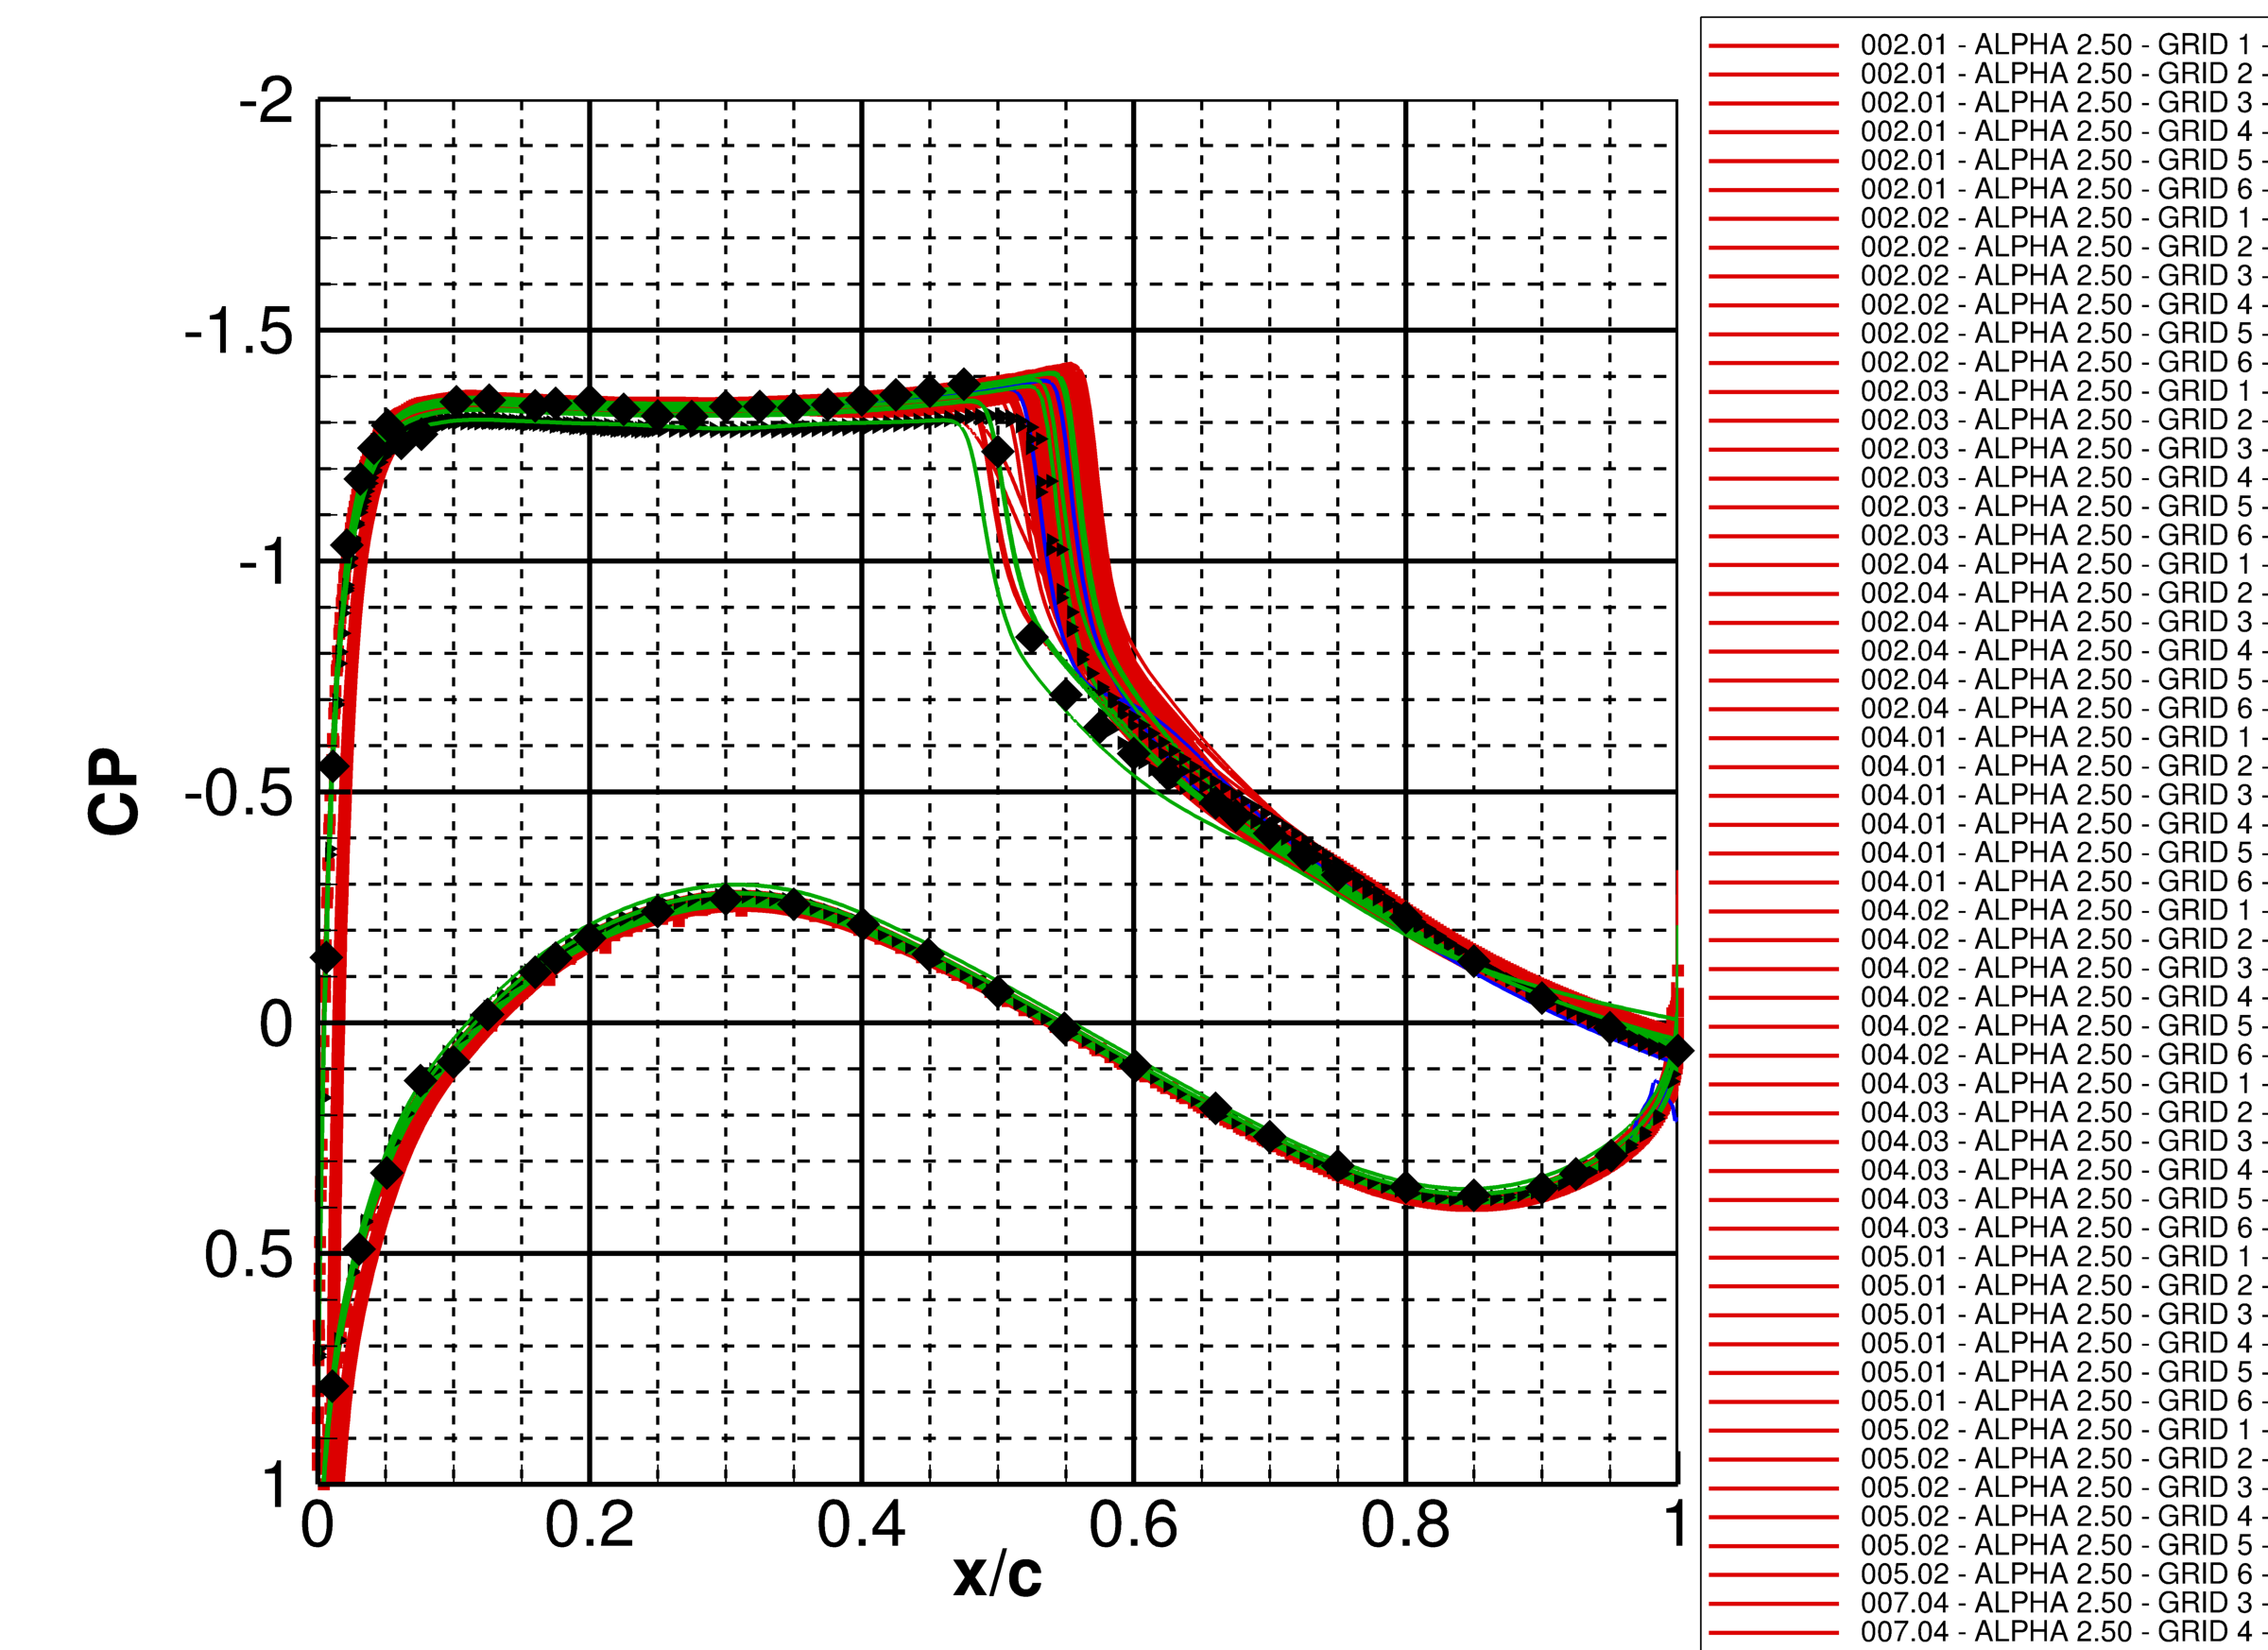 -2
-1.5
-1
-0.5
0
0.5
1
CP
0 0.2 0.4 0.6 0.8 1
x/c
002.01 - ALPHA 2.50 - GRID 1 -
002.01 - ALPHA 2.50 - GRID 2 -
002.01 - ALPHA 2.50 - GRID 3 -
002.01 - ALPHA 2.50 - GRID 4 -
002.01 - ALPHA 2.50 - GRID 5 -
002.01 - ALPHA 2.50 - GRID 6 -
002.02 - ALPHA 2.50 - GRID 1 -
002.02 - ALPHA 2.50 - GRID 2 -
002.02 - ALPHA 2.50 - GRID 3 -
002.02 - ALPHA 2.50 - GRID 4 -
002.02 - ALPHA 2.50 - GRID 5 -
002.02 - ALPHA 2.50 - GRID 6 -
002.03 - ALPHA 2.50 - GRID 1 -
002.03 - ALPHA 2.50 - GRID 2 -
002.03 - ALPHA 2.50 - GRID 3 -
002.03 - ALPHA 2.50 - GRID 4 -
002.03 - ALPHA 2.50 - GRID 5 -
002.03 - ALPHA 2.50 - GRID 6 -
002.04 - ALPHA 2.50 - GRID 1 -
002.04 - ALPHA 2.50 - GRID 2 -
002.04 - ALPHA 2.50 - GRID 3 -
002.04 - ALPHA 2.50 - GRID 4 -
002.04 - ALPHA 2.50 - GRID 5 -
002.04 - ALPHA 2.50 - GRID 6 -
004.01 - ALPHA 2.50 - GRID 1 -
004.01 - ALPHA 2.50 - GRID 2 -
004.01 - ALPHA 2.50 - GRID 3 -
004.01 - ALPHA 2.50 - GRID 4 -
004.01 - ALPHA 2.50 - GRID 5 -
004.01 - ALPHA 2.50 - GRID 6 -
004.02 - ALPHA 2.50 - GRID 1 -
004.02 - ALPHA 2.50 - GRID 2 -
004.02 - ALPHA 2.50 - GRID 3 -
004.02 - ALPHA 2.50 - GRID 4 -
004.02 - ALPHA 2.50 - GRID 5 -
004.02 - ALPHA 2.50 - GRID 6 -
004.03 - ALPHA 2.50 - GRID 1 -
004.03 - ALPHA 2.50 - GRID 2 -
004.03 - ALPHA 2.50 - GRID 3 -
004.03 - ALPHA 2.50 - GRID 4 -
004.03 - ALPHA 2.50 - GRID 5 -
004.03 - ALPHA 2.50 - GRID 6 -
005.01 - ALPHA 2.50 - GRID 1 -
005.01 - ALPHA 2.50 - GRID 2 -
005.01 - ALPHA 2.50 - GRID 3 -
005.01 - ALPHA 2.50 - GRID 4 -
005.01 - ALPHA 2.50 - GRID 5 -
005.01 - ALPHA 2.50 - GRID 6 -
005.02 - ALPHA 2.50 - GRID 1 -
005.02 - ALPHA 2.50 - GRID 2 -
005.02 - ALPHA 2.50 - GRID 3 -
005.02 - ALPHA 2.50 - GRID 4 -
005.02 - ALPHA 2.50 - GRID 5 -
005.02 - ALPHA 2.50 - GRID 6 -
007.04 - ALPHA 2.50 - GRID 3 -
007.04 - ALPHA 2.50 - GRID 4 -